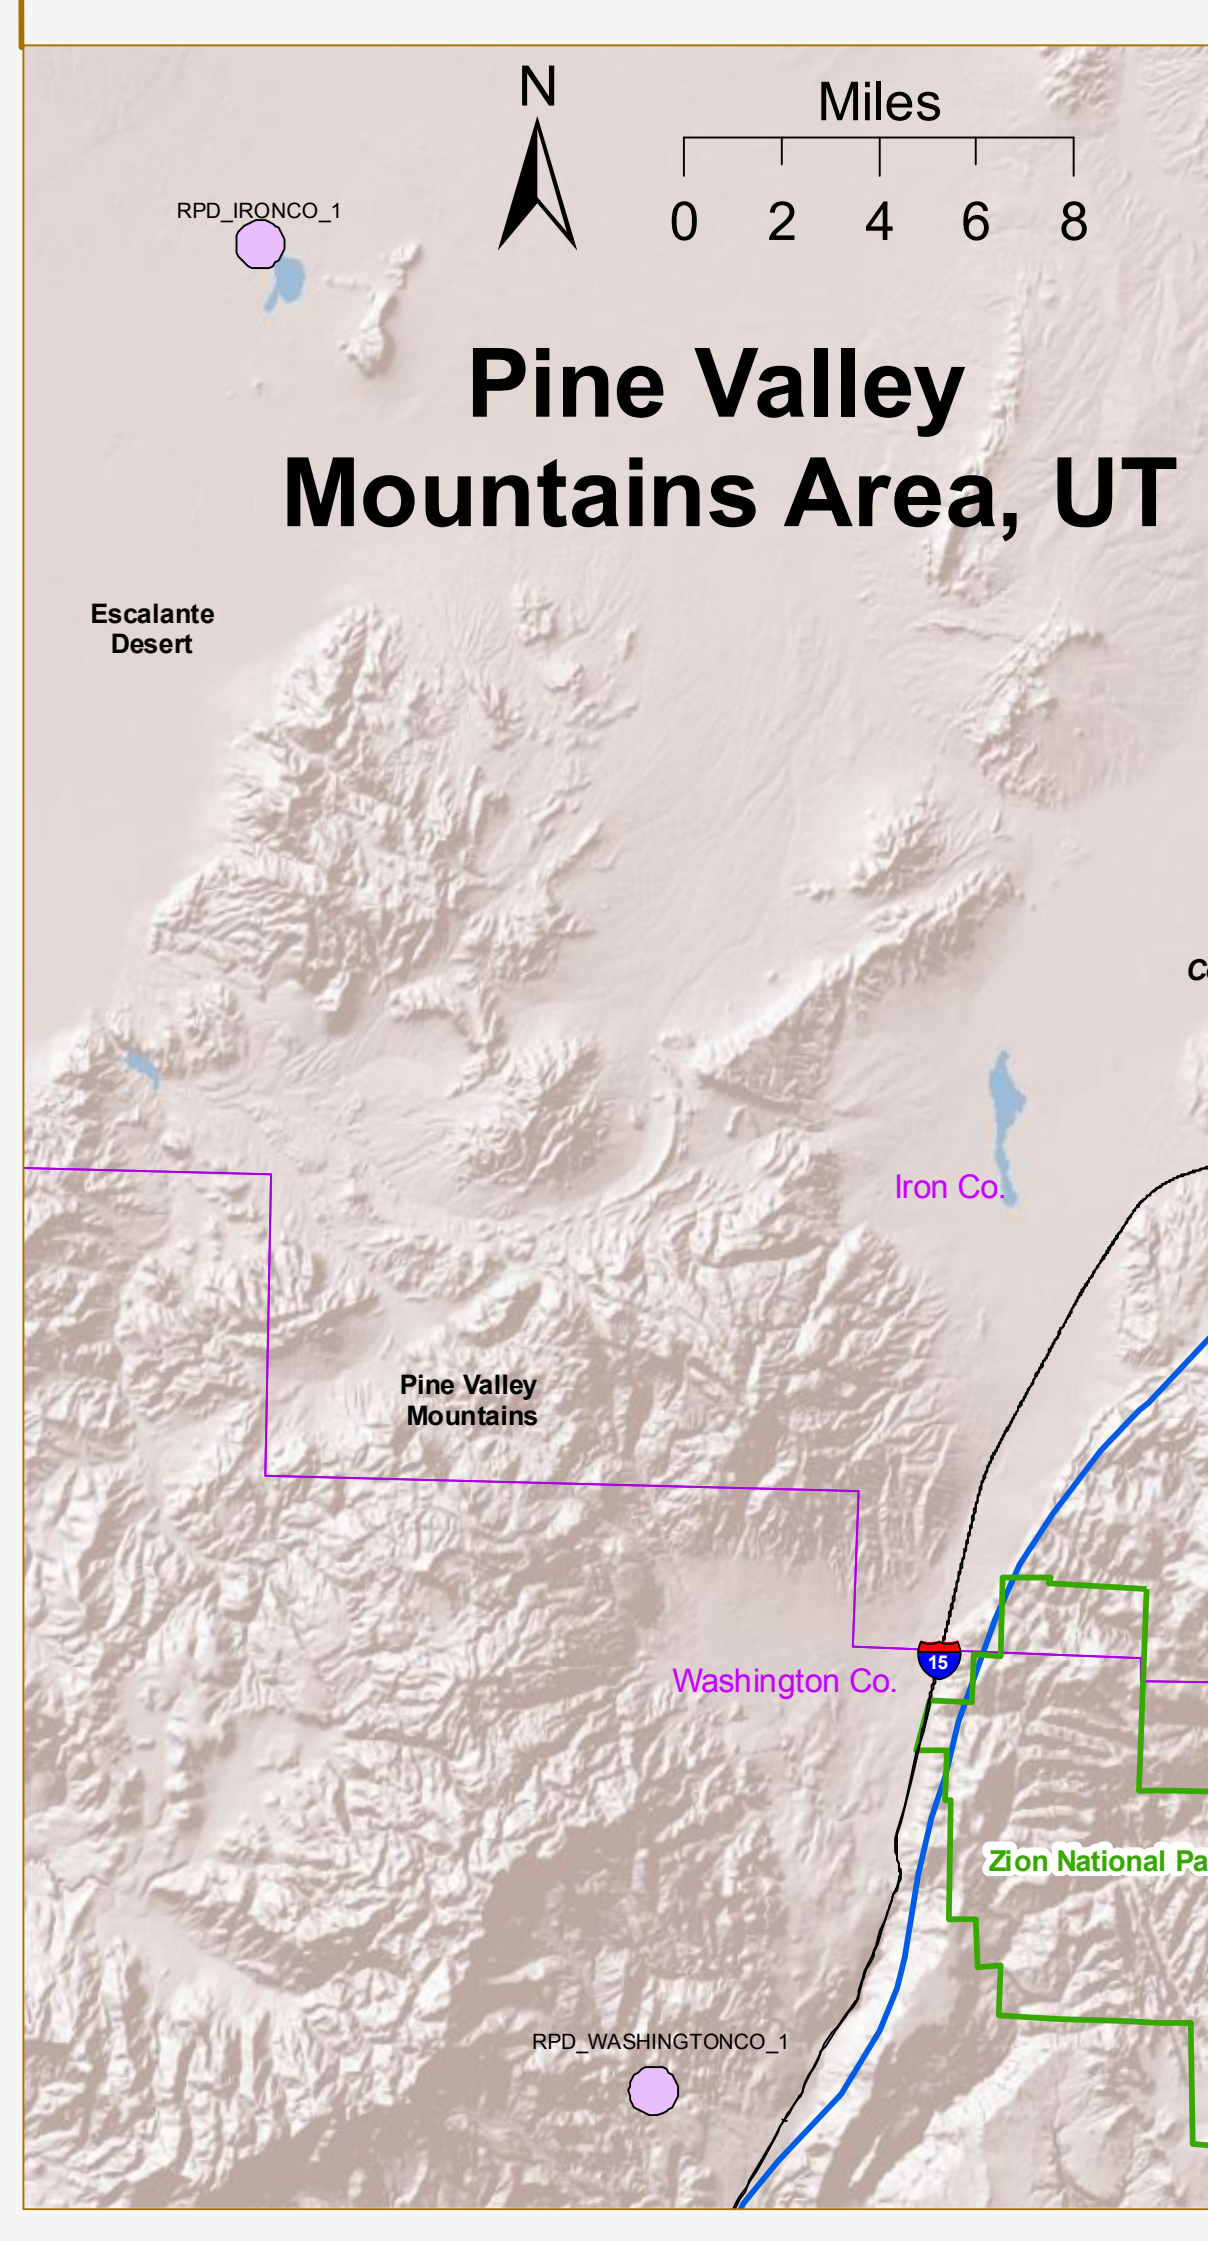 N
Miles
0 2 4 6 8
RPD_IRONCO_1
Pine Valley
Mountains Area, UT
Escalante
Desert
Iron Co.
Pine Valley
Mountains
15
Washington Co.
Zion National Pa
RPD_WASHINGTONCO_1